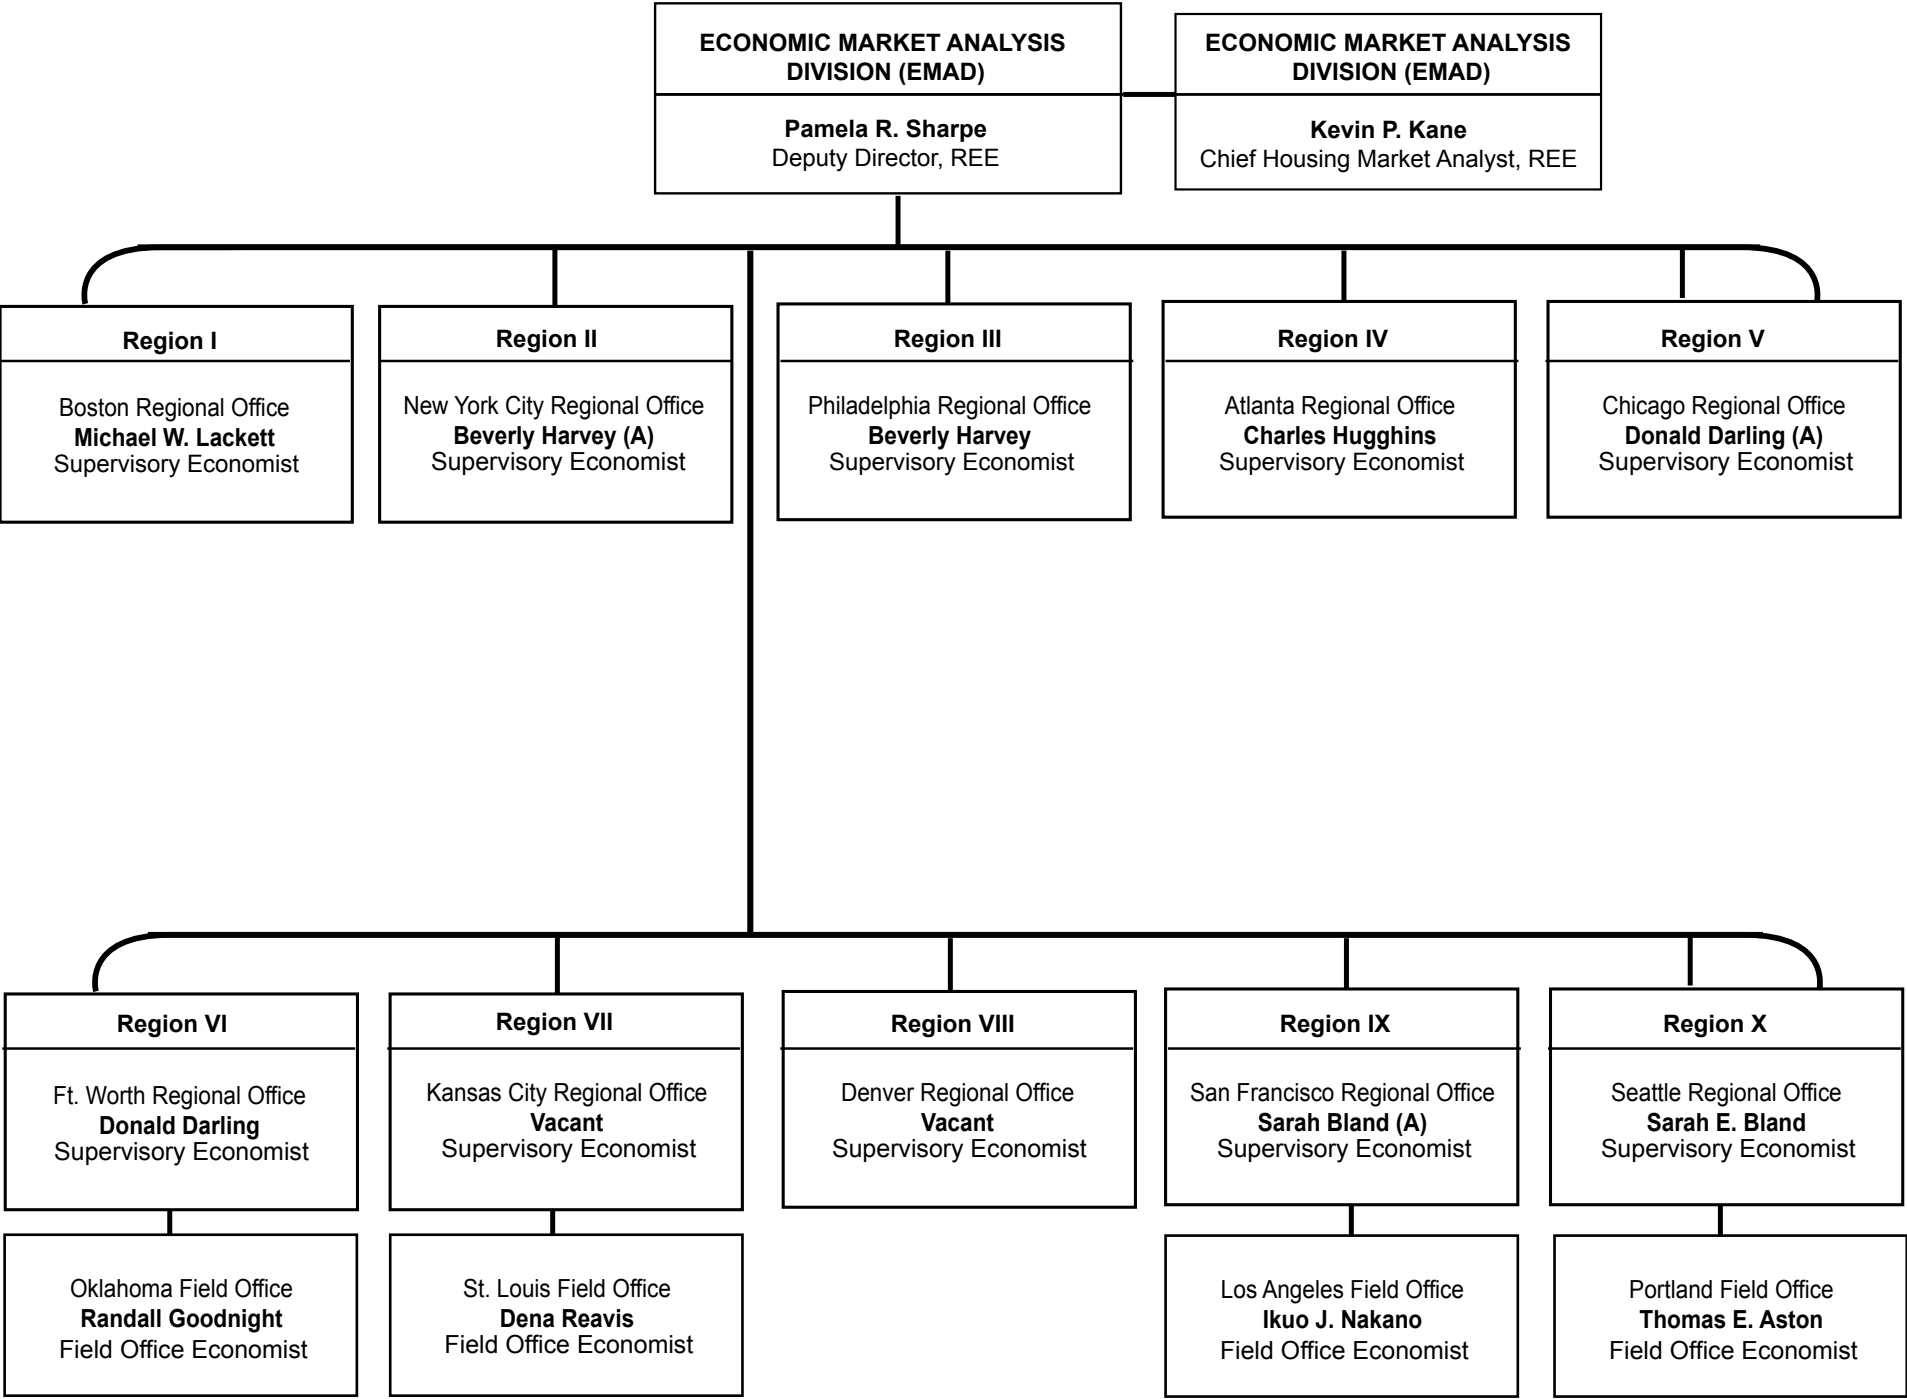 ECONOMIC MARKET ANALYSIS
DIVISION (EMAD)
Pamela R. Sharpe
Deputy Director, REE
ECONOMIC MARKET ANALYSIS
DIVISION (EMAD)
Kevin P. Kane
Chief Housing Market Analyst, REE
Region I
Boston Regional Office
Michael W. Lackett
Supervisory Economist
Region II
New York City Regional Office
Beverly Harvey (A)
Supervisory Economist
Region III
Philadelphia Regional Office
Beverly Harvey
Supervisory Economist
Region IV
Atlanta Regional Office
Charles Hugghins
Supervisory Economist
Region V
Chicago Regional Office
Donald Darling (A)
Supervisory Economist
Region VI
Ft. Worth Regional Office
Donald Darling
Supervisory Economist
Region VII
Kansas City Regional Office
Vacant
Supervisory Economist
Region VIII
Denver Regional Office
Vacant
Supervisory Economist
Region IX
San Francisco Regional Office
Sarah Bland (A)
Supervisory Economist
Region X
Seattle Regional Office
Sarah E. Bland
Supervisory Economist
Oklahoma Field Office
Randall Goodnight
Field Office Economist
St. Louis Field Office
Dena Reavis
Field Office Economist
Los Angeles Field Office
Ikuo J. Nakano
Field Office Economist
Portland Field Office
Thomas E. Aston
Field Office Economist